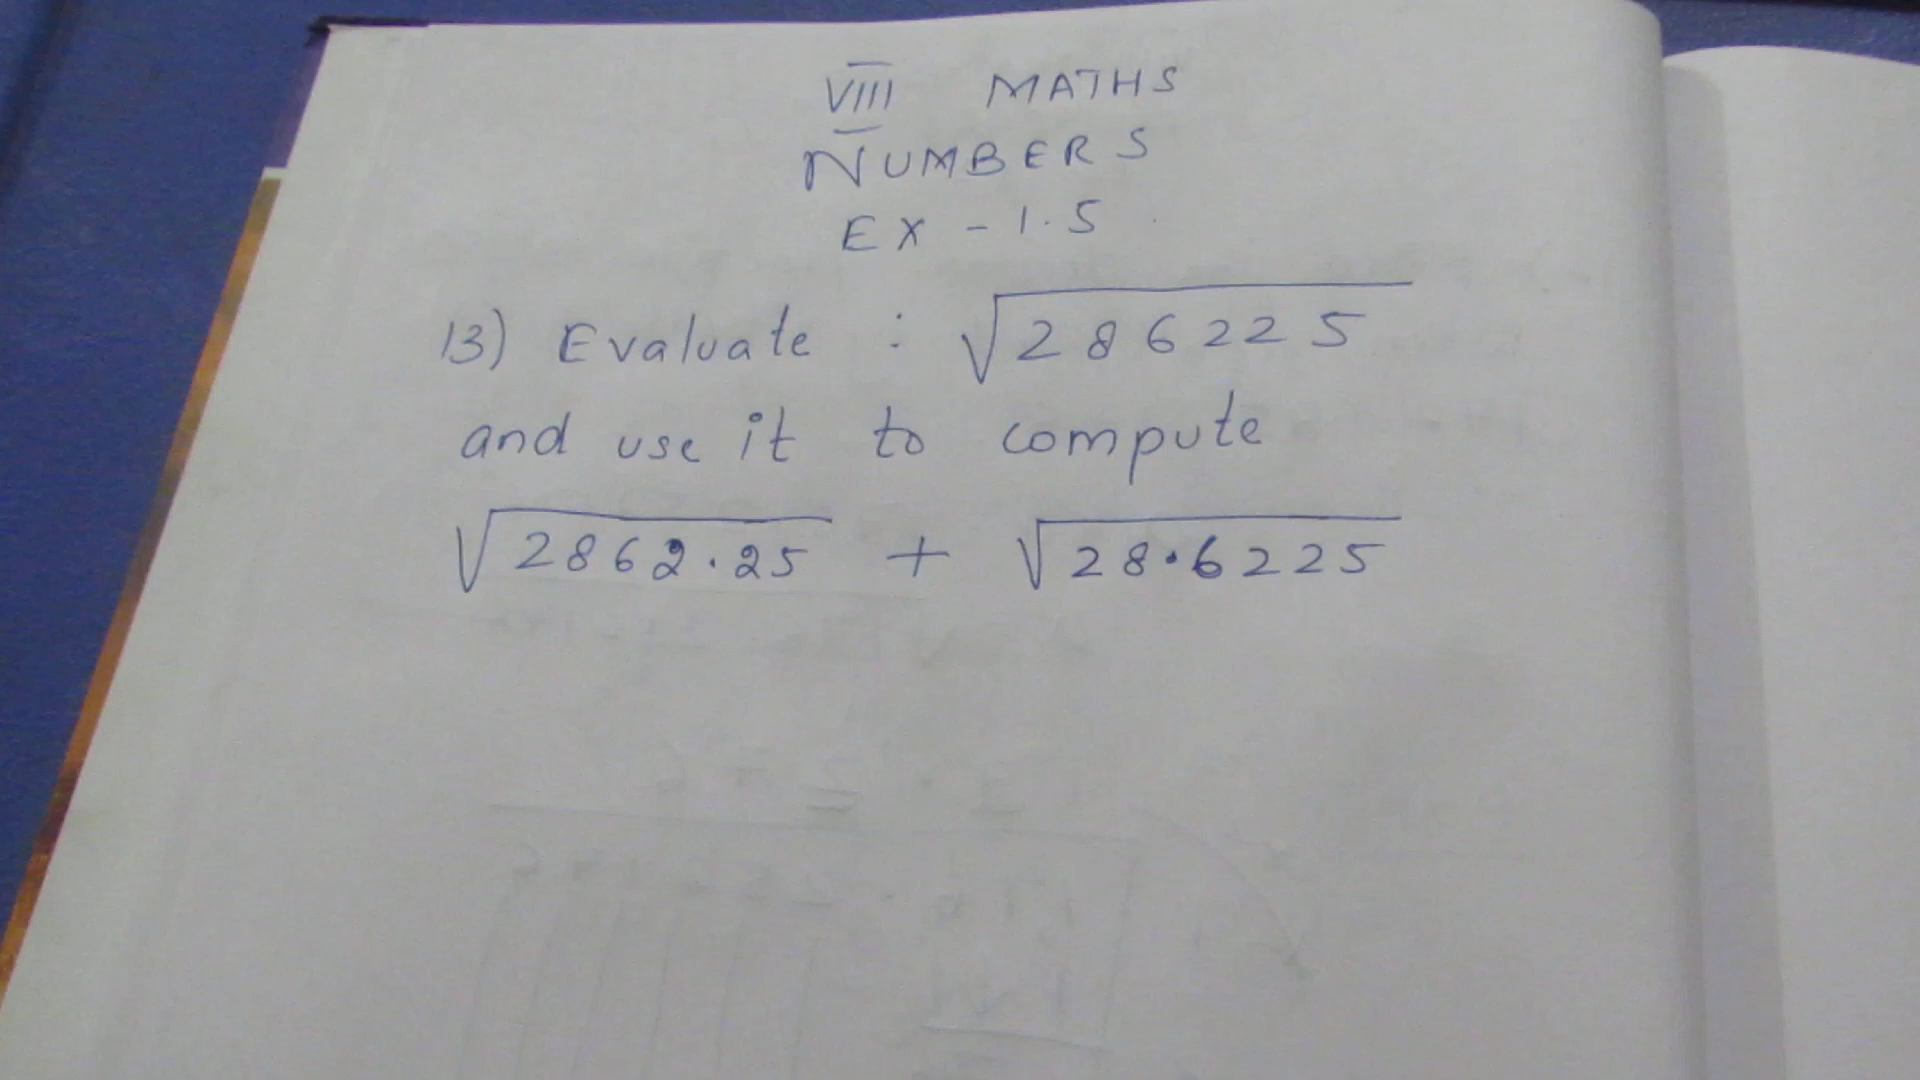 VIII MATHS
NUMBERS
EX - 1.5
13) Evaluate : √286225
and use it to compute
√2862.25 + √28.6225